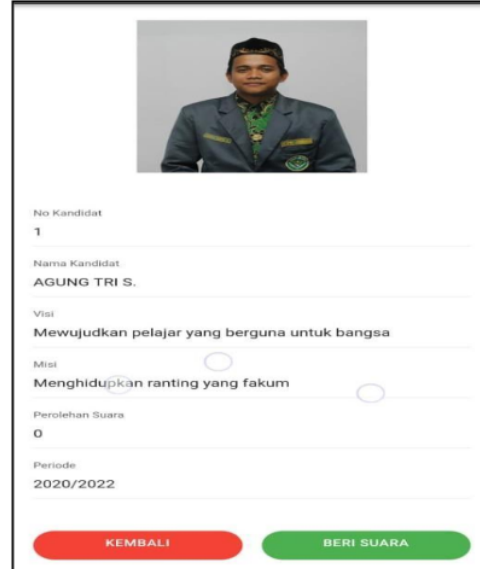 No Kandidat
1
Nama Kandidat
AGUNG TRI S.
Visi
Mewujudkan pelajar yang berguna untuk bangsa
Misi
Menghidupkan ranting yang fakum
Perolehan Suara
0
Periode
2020/2022
KEMBALI
BERI SUARA